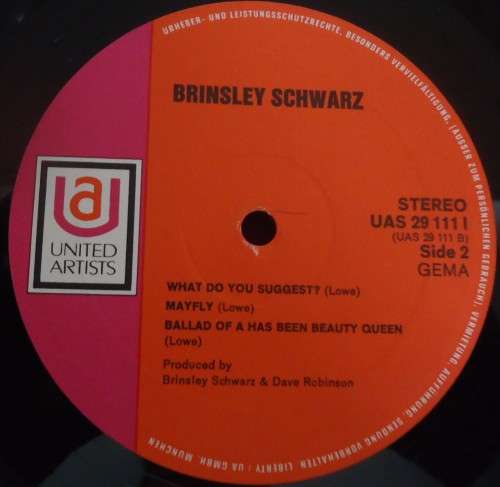 URHEBER- UND LEISTUNGSSCHUTZRECHTE, BESONDERS VERVIELFÄLTIGUNG, (AUSSER ZUM PERSÖNLICHEN GEBRAUCH), VERMIETUNG, AUFFÜHRUNG, SENDUNG VORBEHALTEN. LIBERTY / UA GMBH, MÜNCHEN
BRINSLEY SCHWARZ
ua
UNITED
ARTISTS
STEREO
UAS 29 111 I
(UAS 29 111 B)
Side 2
GEMA
WHAT DO YOU SUGGEST? (Lowe)
MAYFLY (Lowe)
BALLAD OF A HAS BEEN BEAUTY QUEEN
(Lowe)
Produced by
Brinsley Schwarz & Dave Robinson